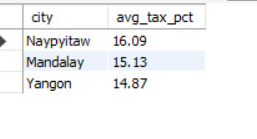 city avg_tax_pct
Naypyitaw 16.09
Mandalay 15.13
Yangon 14.87